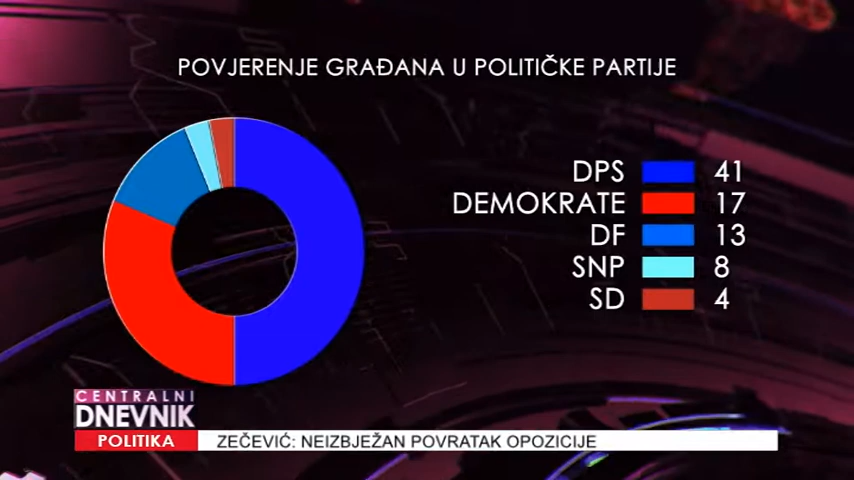 POVJERENJE GRAĐANA U POLITIČKE PARTIJE
DPS 41
DEMOKRATE 17
DF 13
SNP 8
SD 4
CENTRALNI
DNEVNIK
POLITIKA ZEČEVIĆ: NEIZBJEŽAN POVRATAK OPOZICIJE